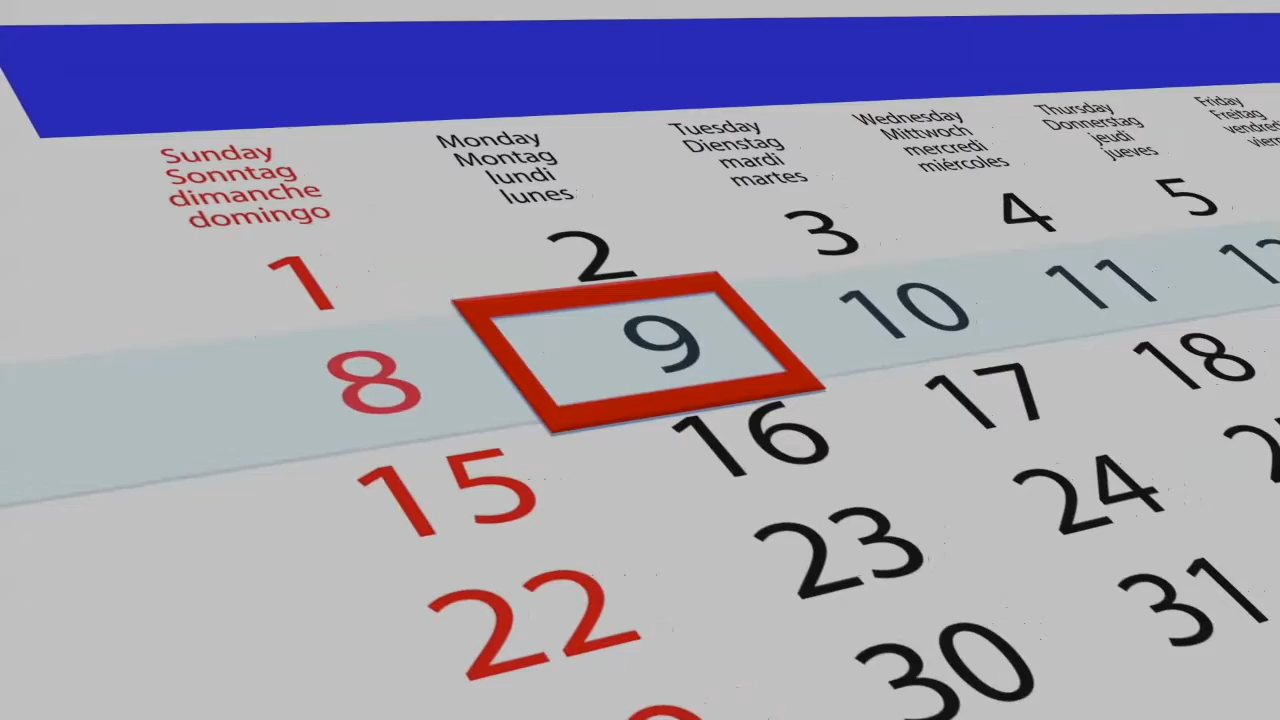 Sunday Monday Tuesday Wednesday Thursday Friday
Sonntag Montag Dienstag Mittwoch Donnerstag Freitag
dimanche lundi mardi mercredi jeudi
domingo lunes martes miércoles jueves
1 2 3 4 5
8 9 10 11
15 16 17 18
22 23 24
30 31